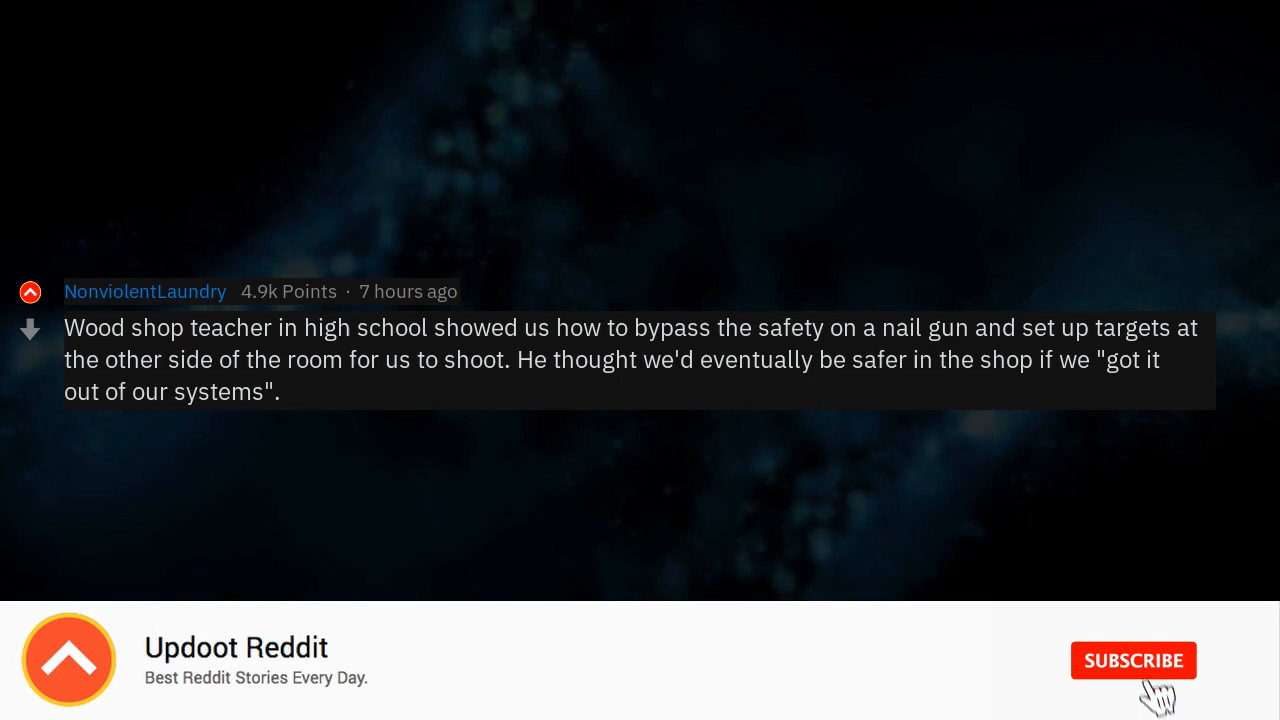 NonviolentLaundry 4.9k Points · 7 hours ago
Wood shop teacher in high school showed us how to bypass the safety on a nail gun and set up targets at
the other side of the room for us to shoot. He thought we'd eventually be safer in the shop if we "got it
out of our systems".
Updoot Reddit
Best Reddit Stories Every Day.
SUBSCRIBE